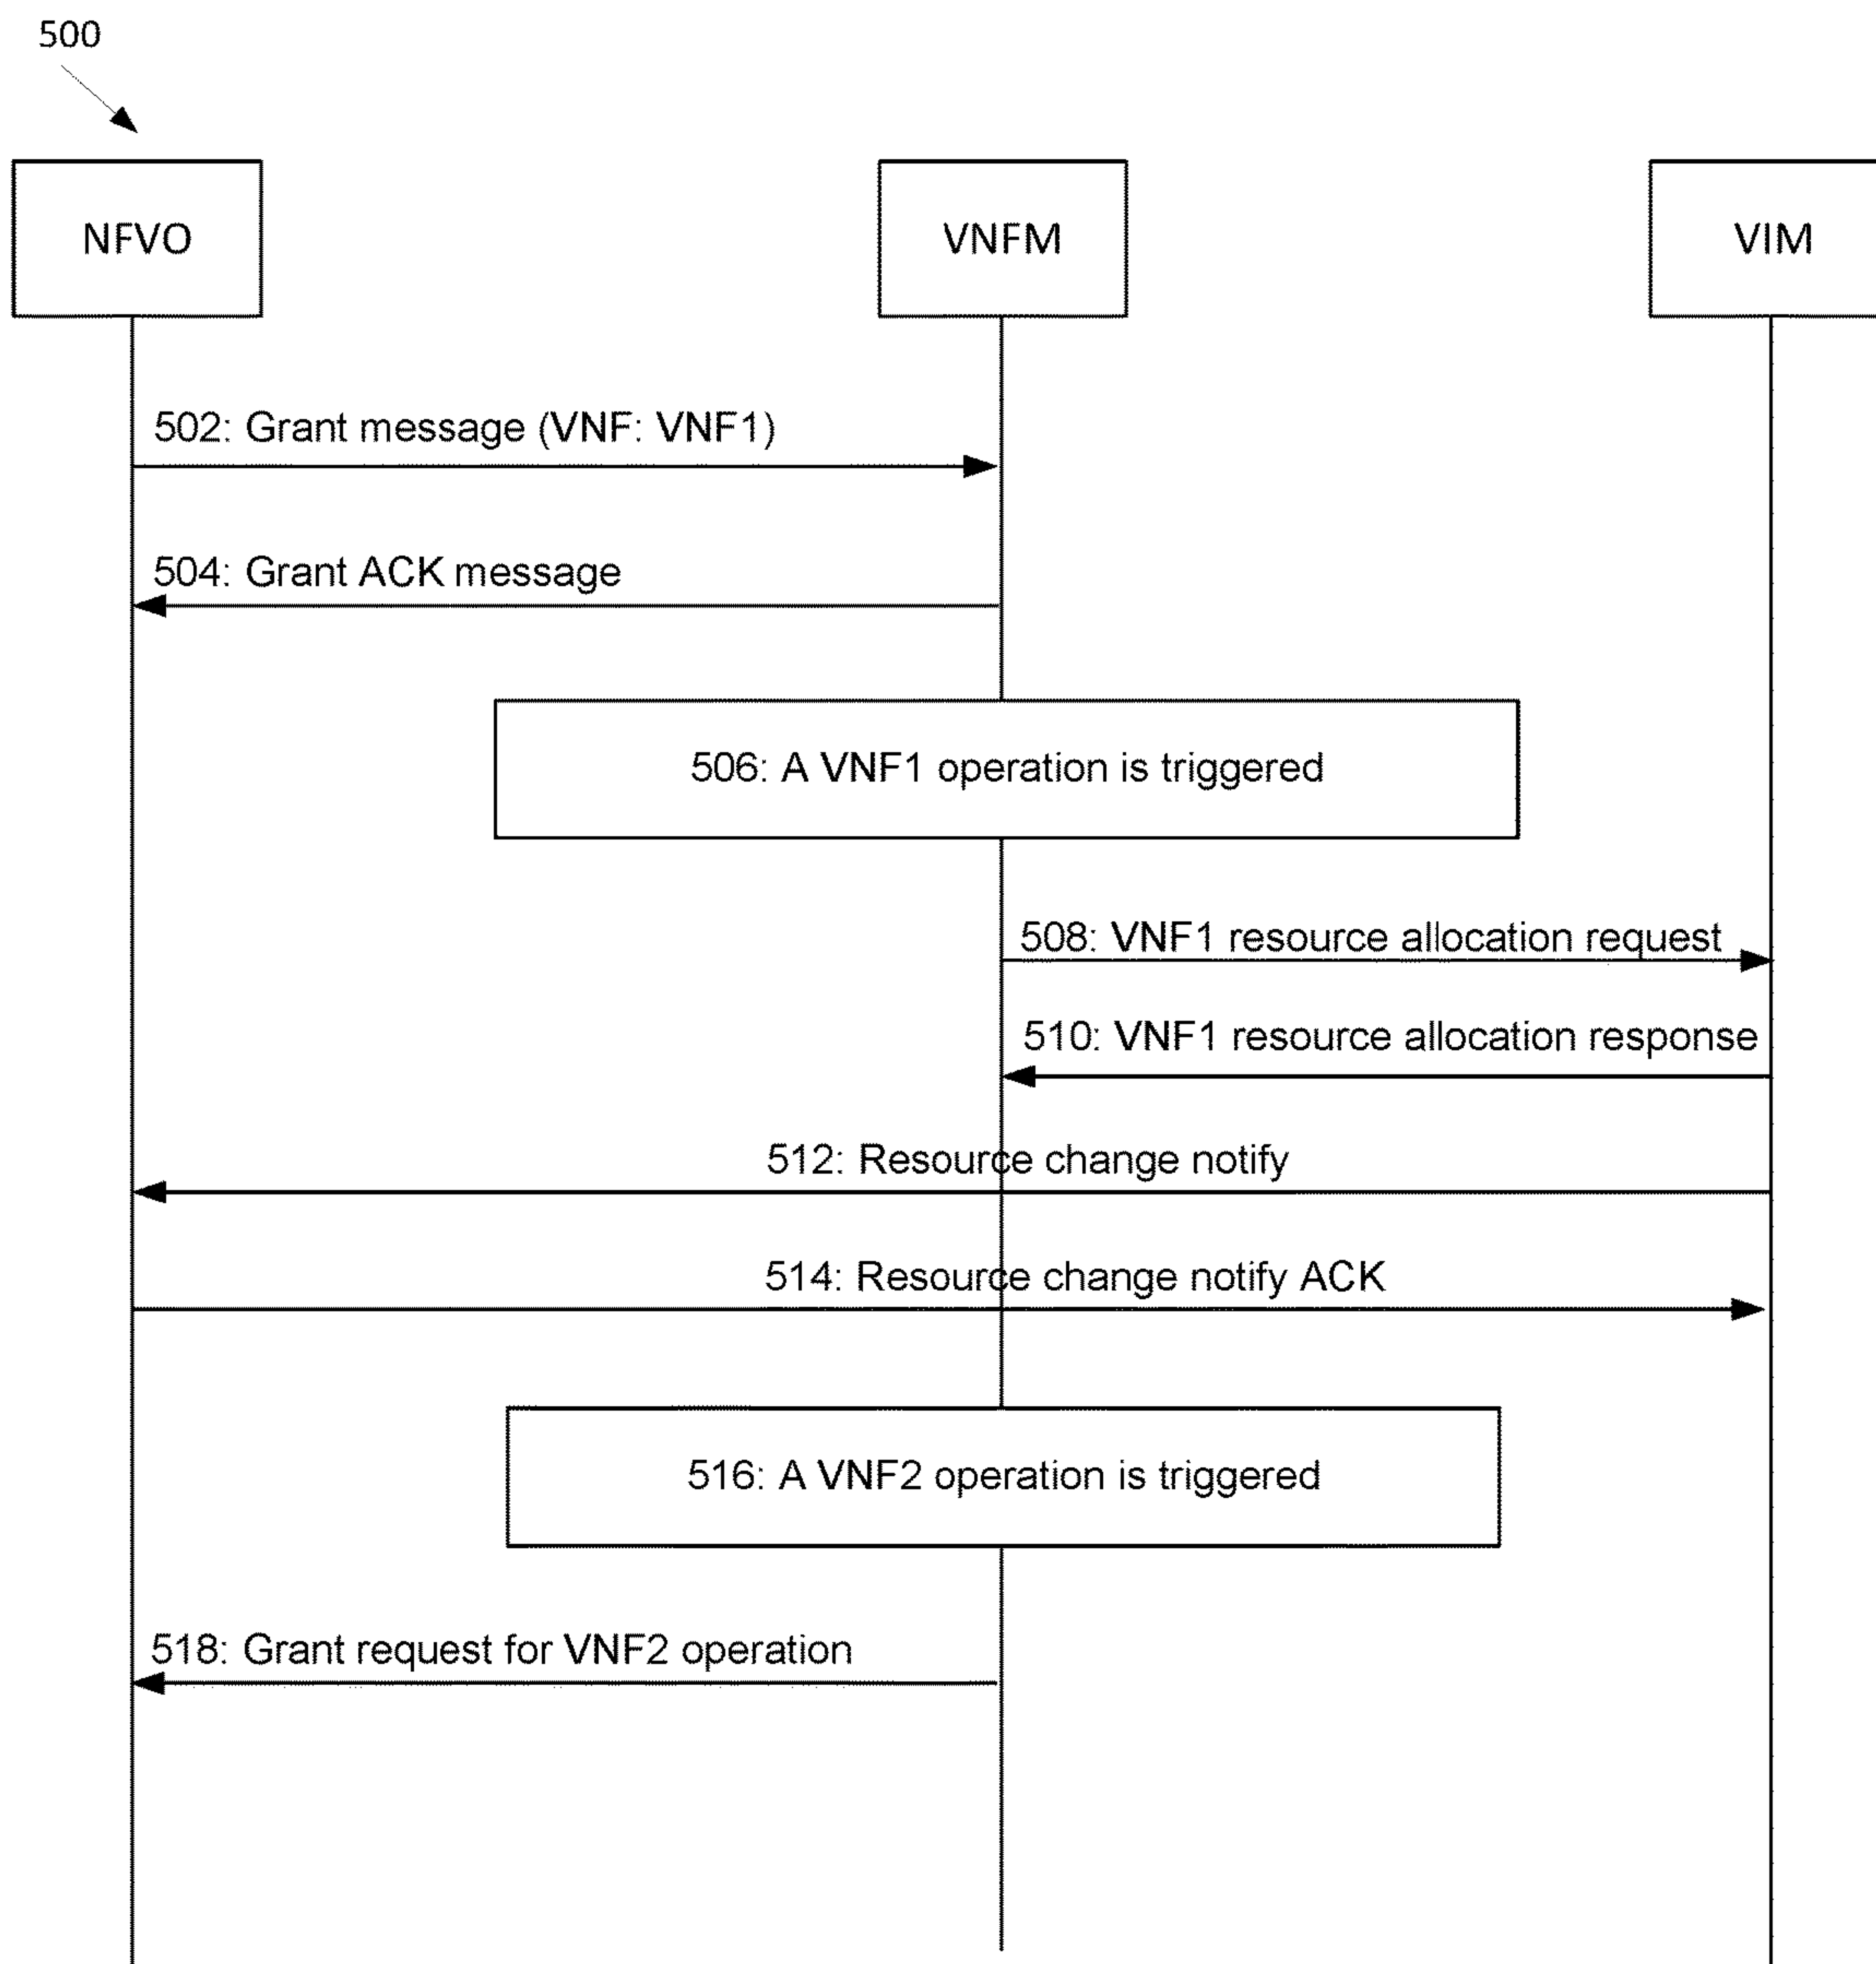 500
NFVO
VNFM
VIM
502: Grant message (VNF: VNF1)
504: Grant ACK message
506: A VNF1 operation is triggered
508: VNF1 resource allocation request
510: VNF1 resource allocation response
512: Resource change notify
514: Resource change notify ACK
516: A VNF2 operation is triggered
518: Grant request for VNF2 operation